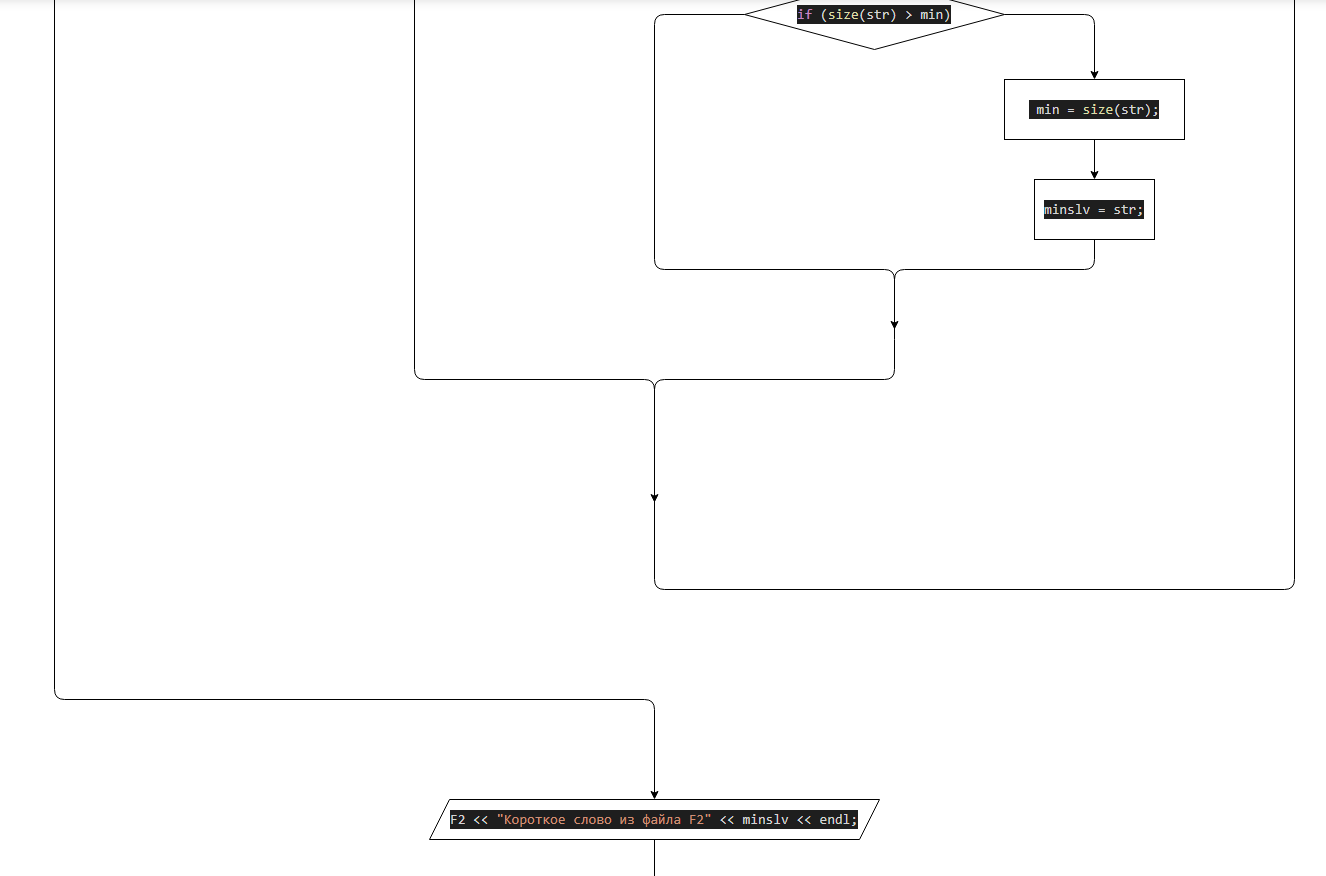 if (size(str) > min)
min = size(str);
minslv = str;
F2 << "Короткое слово из файла F2" << minslv << endl;